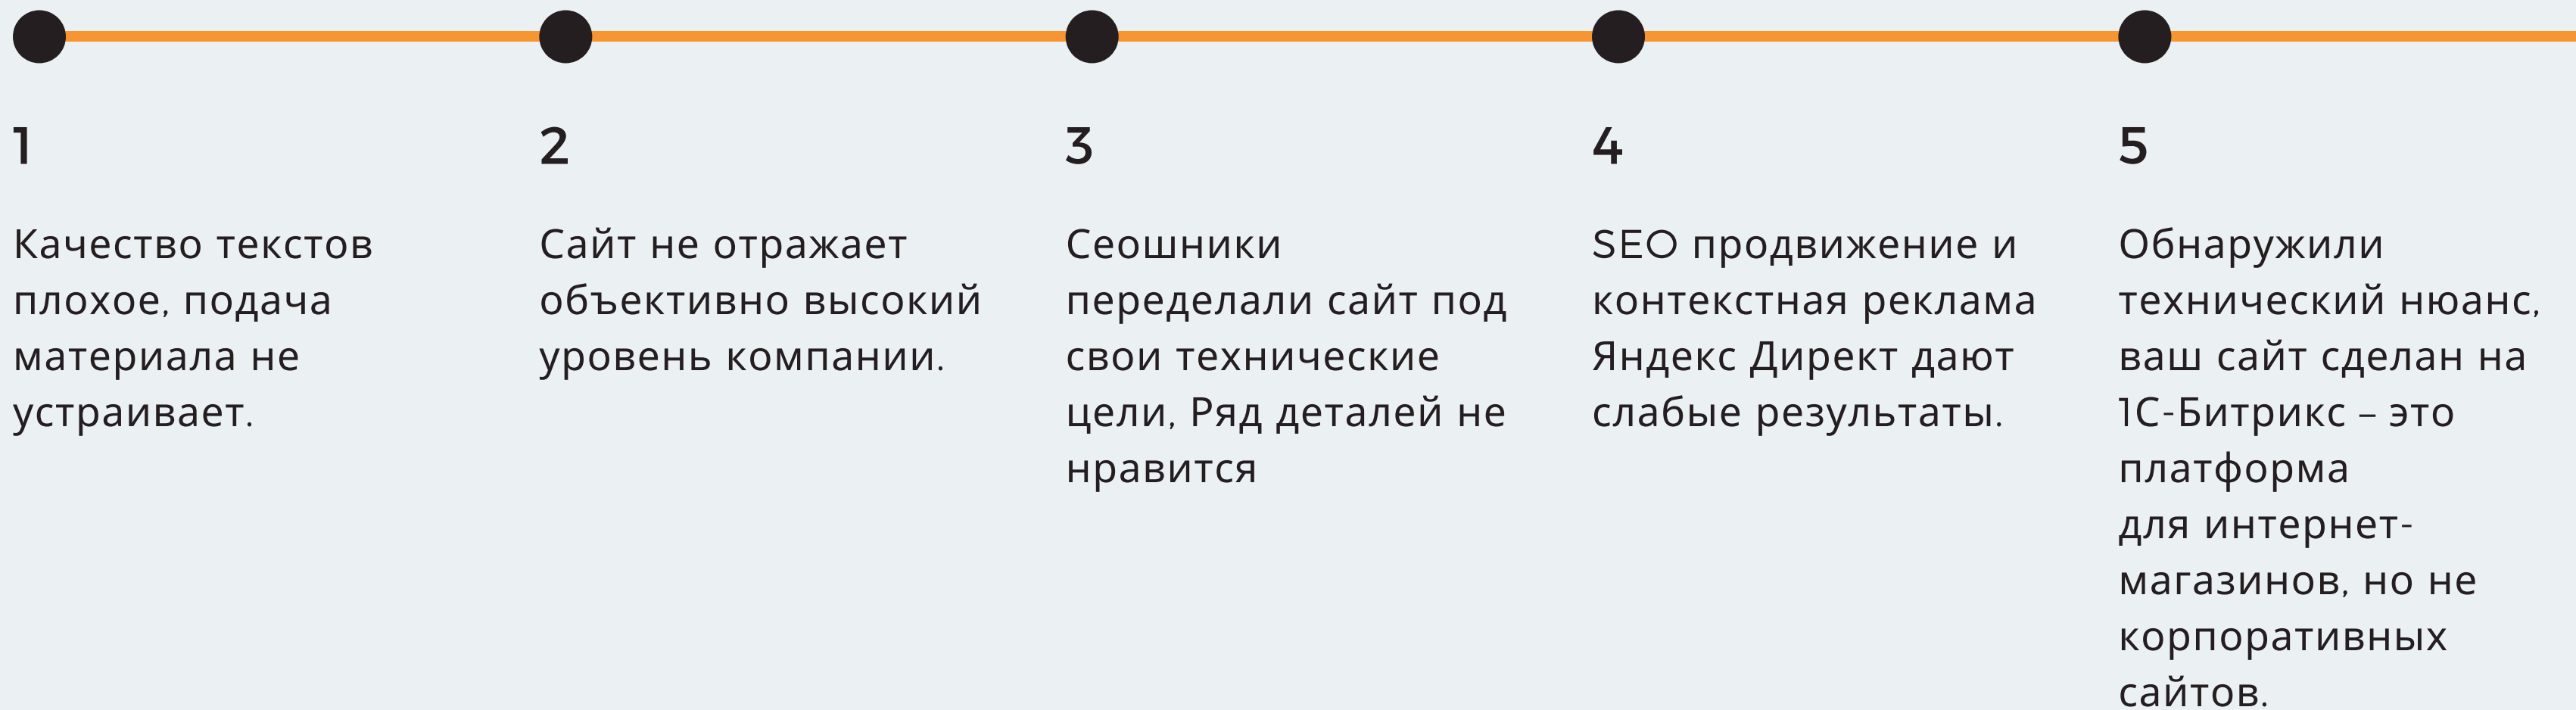 1
Качество текстов
плохое, подача
материала не
устраивает.
2
Сайт не отражает
объективно высокий
уровень компании.
3
Сеошники
переделали сайт под
свои технические
цели, Ряд деталей не
нравится
4
SEO продвижение и
контекстная реклама
Яндекс Директ дают
слабые результаты.
5
Обнаружили
технический нюанс,
ваш сайт сделан на
1С-Битрикс – это
платформа
для интернет-
магазинов, но не
корпоративных
сайтов.